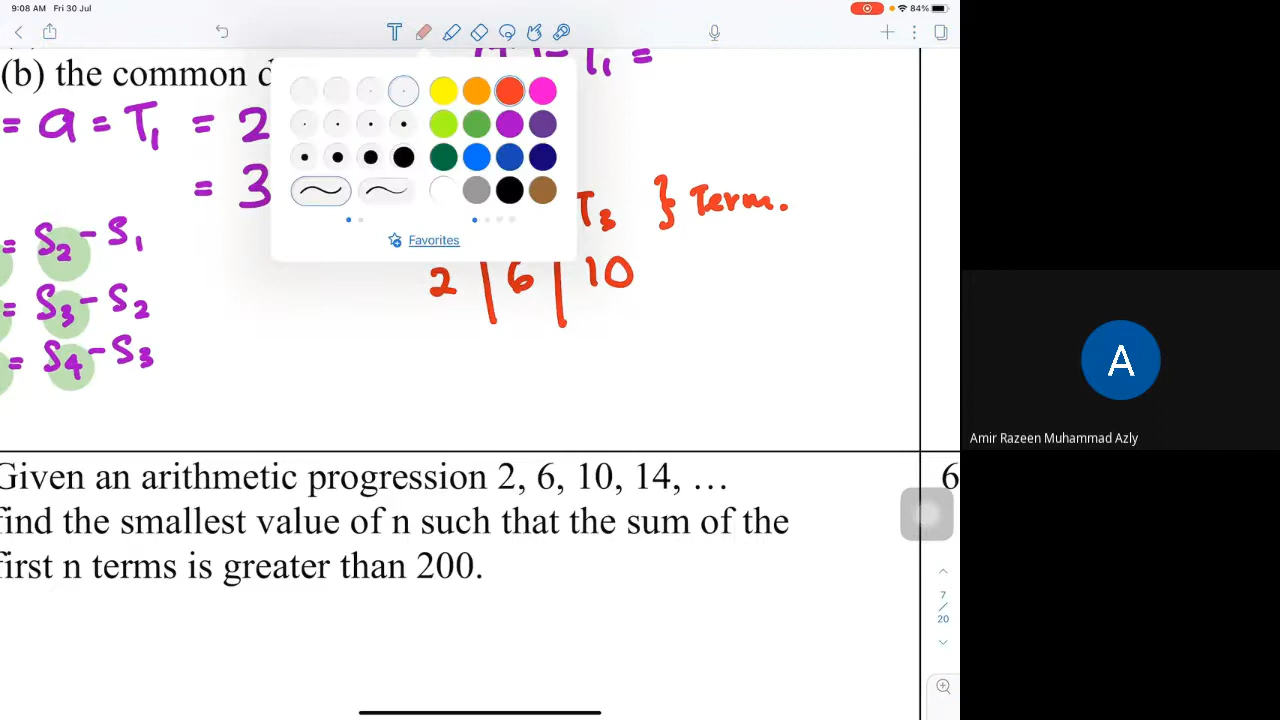 9:08 AM Fri 30 Jul
84%
T₁ =
(b) the common d
= a = T₁ = 2
= 3
T₃ } Term.
Favorites
= S₂ - S₁
2 | 6 | 10
= S₃ - S₂
= S₄ - S₃
Given an arithmetic progression 2, 6, 10, 14, …
find the smallest value of n such that the sum of the
first n terms is greater than 200.
6
7
/
20
A
Amir Razeen Muhammad Azly